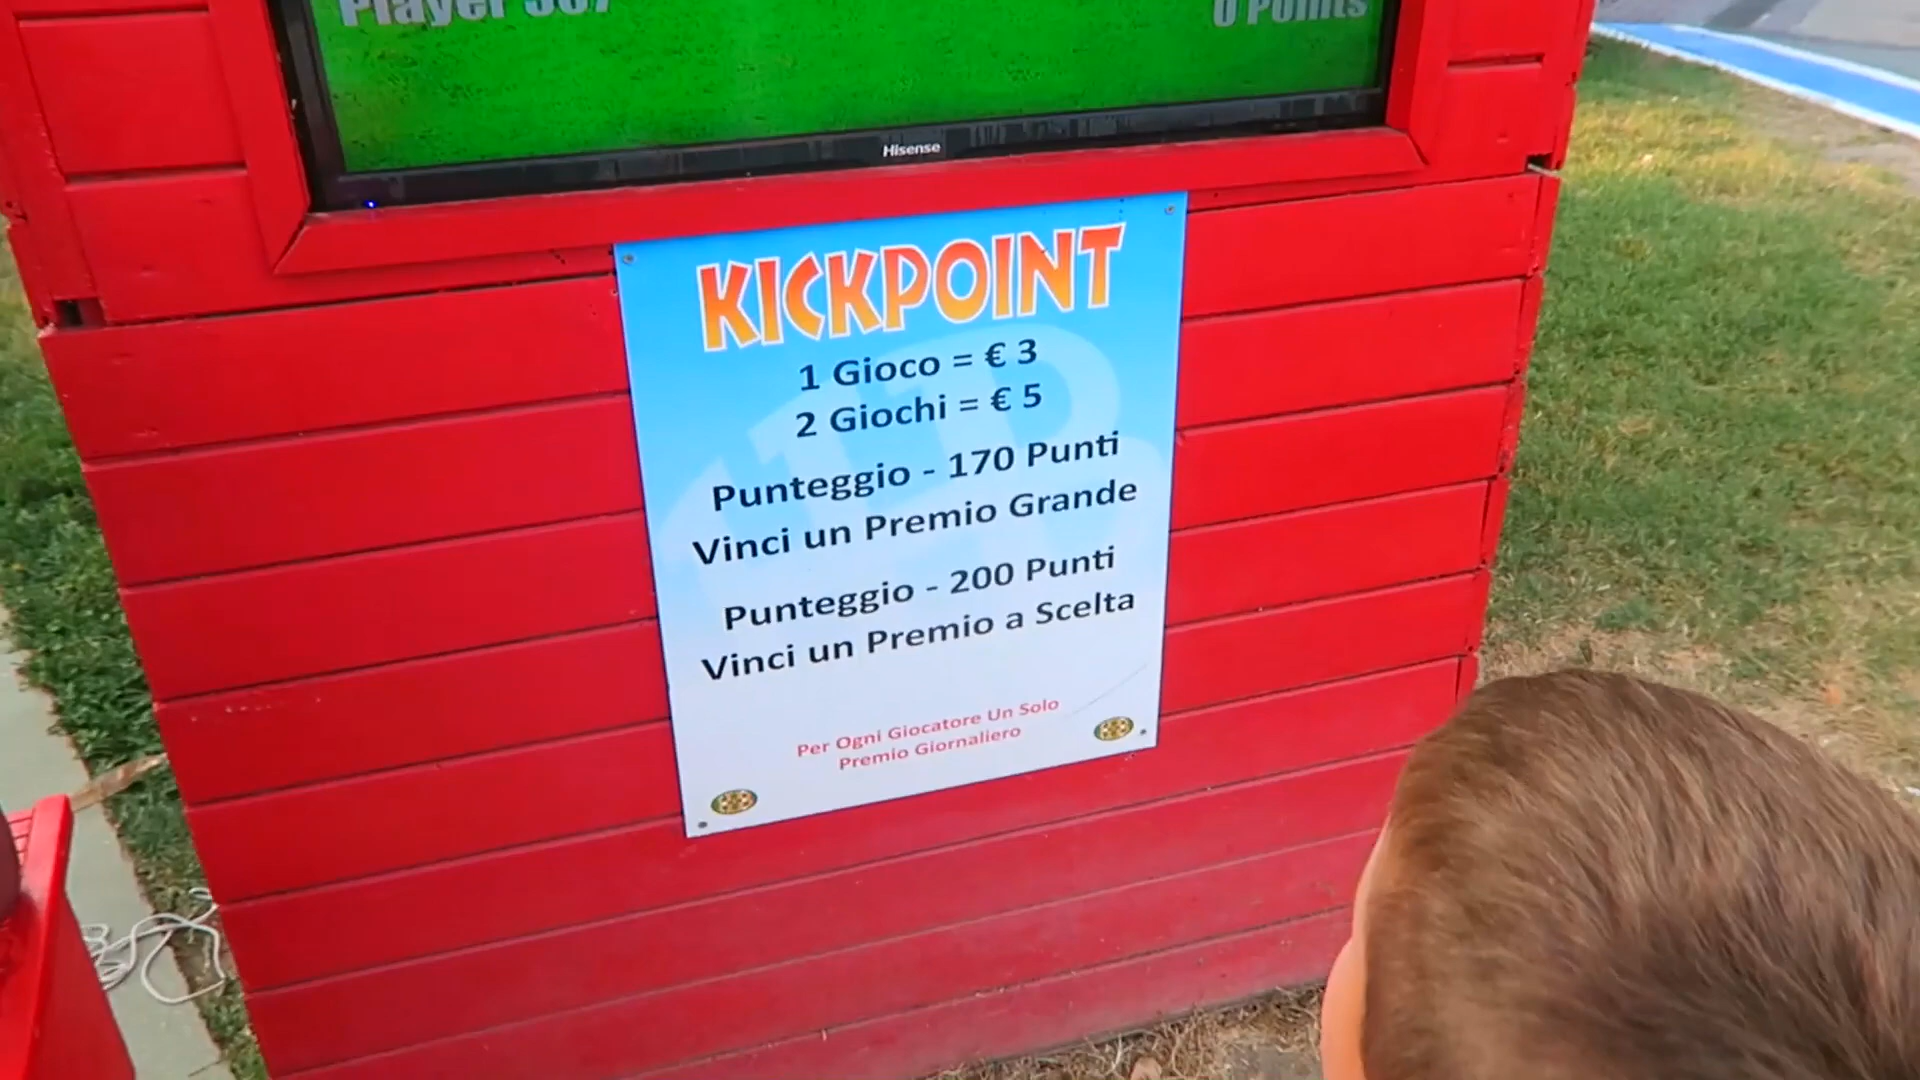 Player 367
0 Points
Hisense
KICKPOINT
1 Gioco = € 3
2 Giochi = € 5
Punteggio - 170 Punti
Vinci un Premio Grande
Punteggio - 200 Punti
Vinci un Premio a Scelta
Per Ogni Giocatore Un Solo
Premio Giornaliero